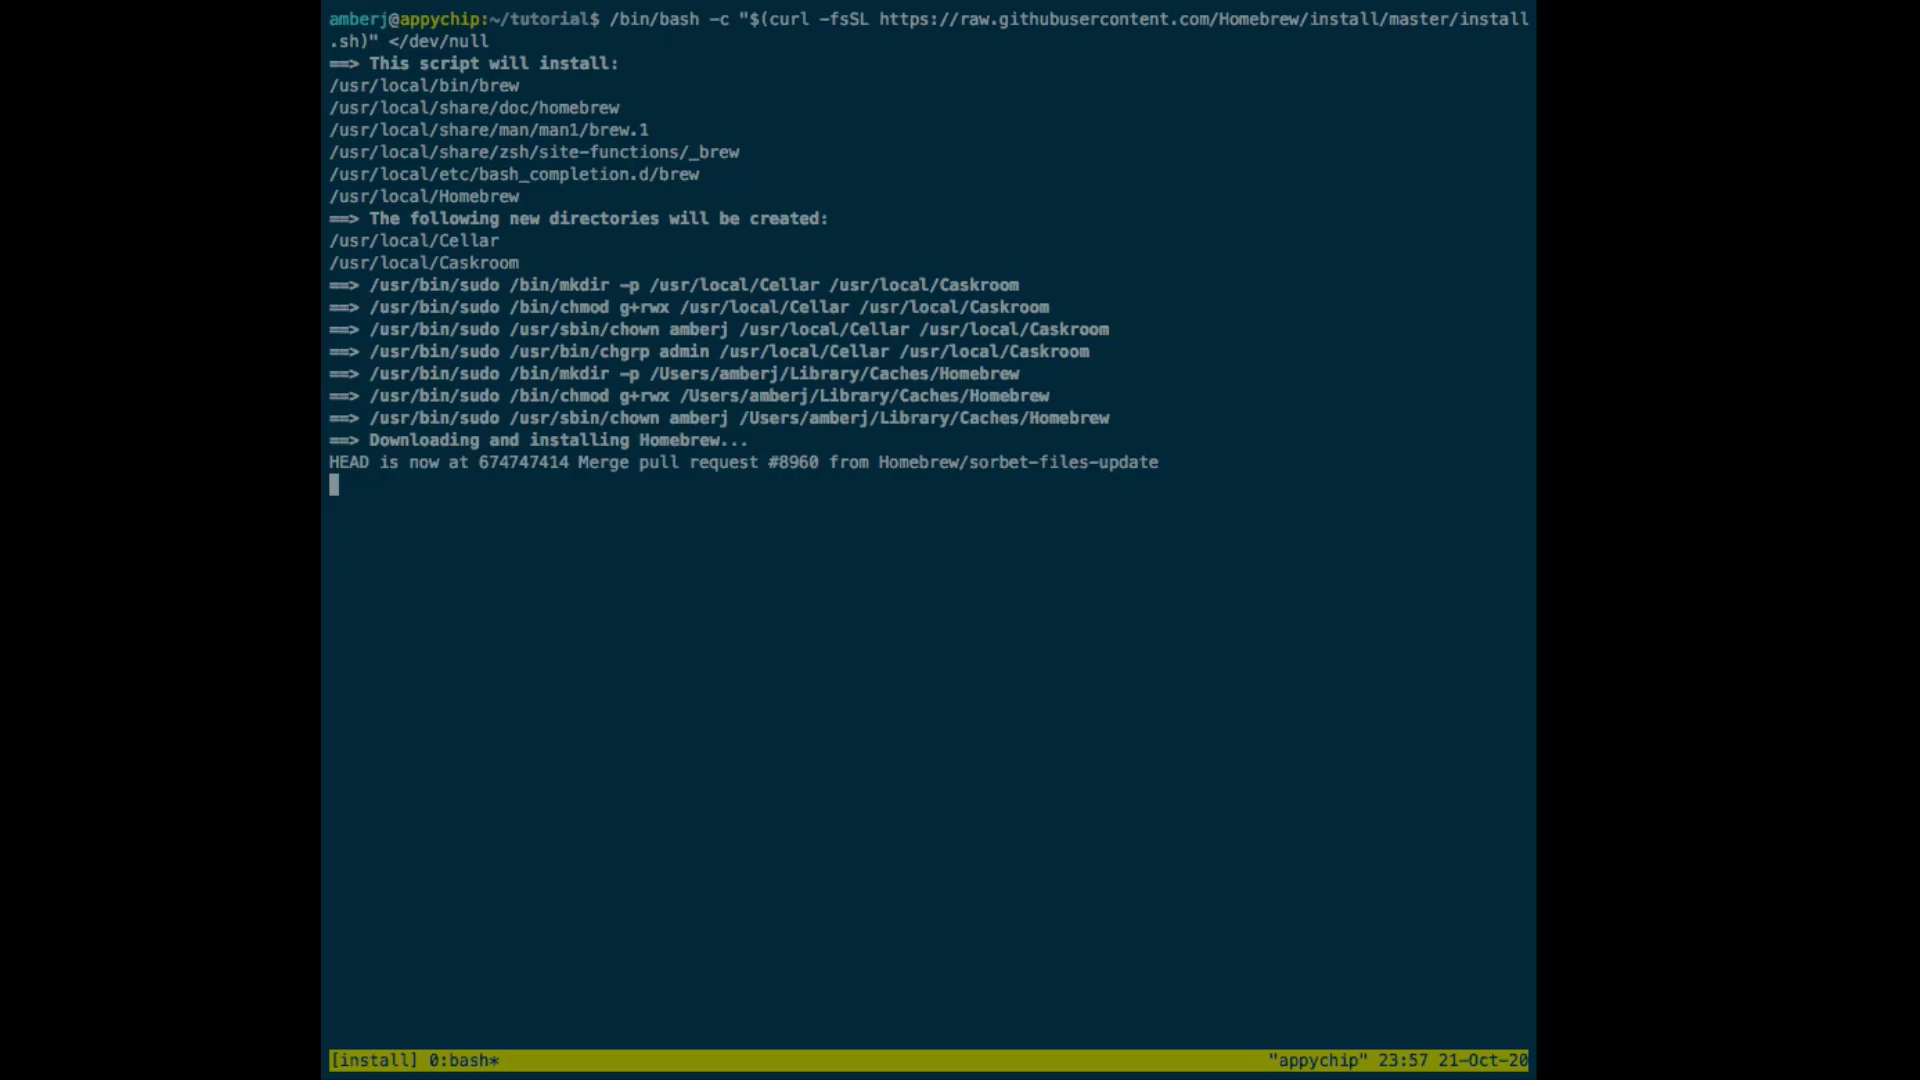 amberj@appychip:~/tutorial$ /bin/bash -c "$(curl -fsSL https://raw.githubusercontent.com/Homebrew/install/master/install
.sh)" </dev/null
==> This script will install:
/usr/local/bin/brew
/usr/local/share/doc/homebrew
/usr/local/share/man/man1/brew.1
/usr/local/share/zsh/site-functions/_brew
/usr/local/etc/bash_completion.d/brew
/usr/local/Homebrew
==> The following new directories will be created:
/usr/local/Cellar
/usr/local/Caskroom
==> /usr/bin/sudo /bin/mkdir -p /usr/local/Cellar /usr/local/Caskroom
==> /usr/bin/sudo /bin/chmod g+rwx /usr/local/Cellar /usr/local/Caskroom
==> /usr/bin/sudo /usr/sbin/chown amberj /usr/local/Cellar /usr/local/Caskroom
==> /usr/bin/sudo /usr/bin/chgrp admin /usr/local/Cellar /usr/local/Caskroom
==> /usr/bin/sudo /bin/mkdir -p /Users/amberj/Library/Caches/Homebrew
==> /usr/bin/sudo /bin/chmod g+rwx /Users/amberj/Library/Caches/Homebrew
==> /usr/bin/sudo /usr/sbin/chown amberj /Users/amberj/Library/Caches/Homebrew
==> Downloading and installing Homebrew...
HEAD is now at 674747414 Merge pull request #8960 from Homebrew/sorbet-files-update
[install] 0:bash* "appychip" 23:57 21-Oct-20